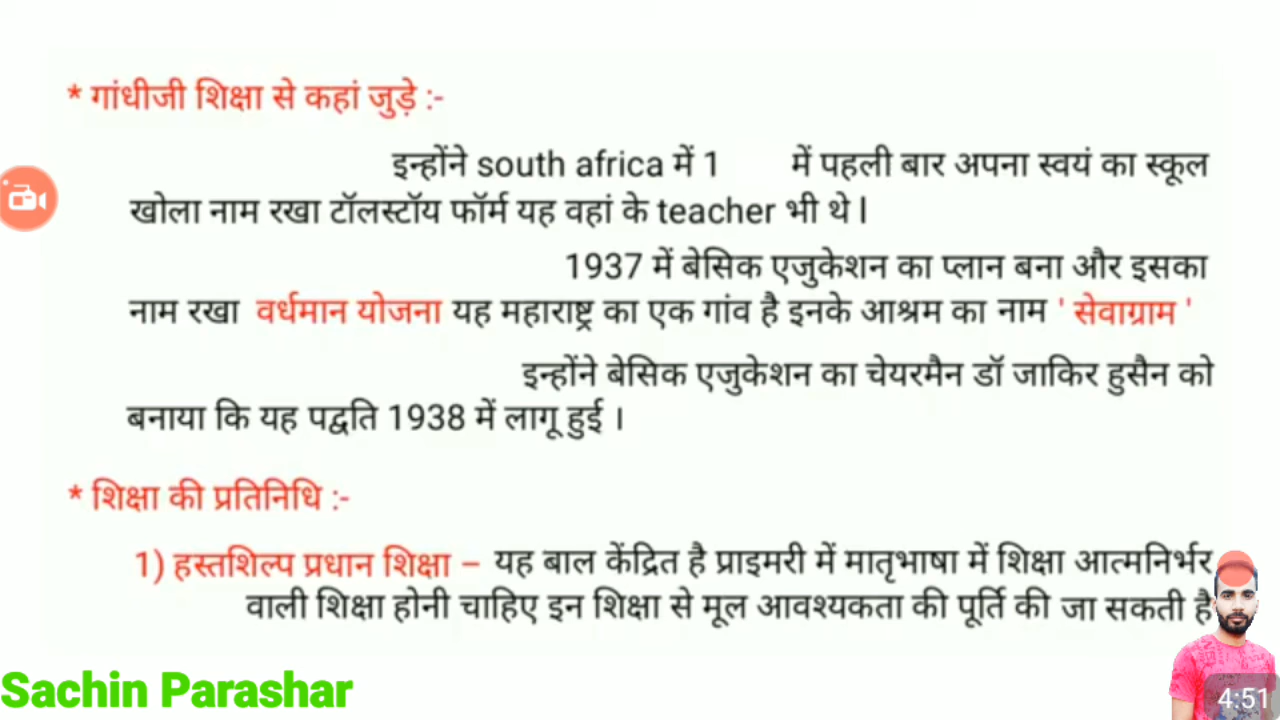 * गांधीजी शिक्षा से कहां जुड़े :-
इन्होंने south africa में 1 में पहली बार अपना स्वयं का स्कूल
खोला नाम रखा टॉलस्टॉय फॉर्म यह वहां के teacher भी थे |
1937 में बेसिक एजुकेशन का प्लान बना और इसका
नाम रखा वर्धमान योजना यह महाराष्ट्र का एक गांव है इनके आश्रम का नाम ' सेवाग्राम '
इन्होंने बेसिक एजुकेशन का चेयरमैन डॉ जाकिर हुसैन को
बनाया कि यह पद्वति 1938 में लागू हुई ।
* शिक्षा की प्रतिनिधि :-
1) हस्तशिल्प प्रधान शिक्षा – यह बाल केंद्रित है प्राइमरी में मातृभाषा में शिक्षा आत्मनिर्भर
वाली शिक्षा होनी चाहिए इन शिक्षा से मूल आवश्यकता की पूर्ति की जा सकती है
Sachin Parashar
4:51